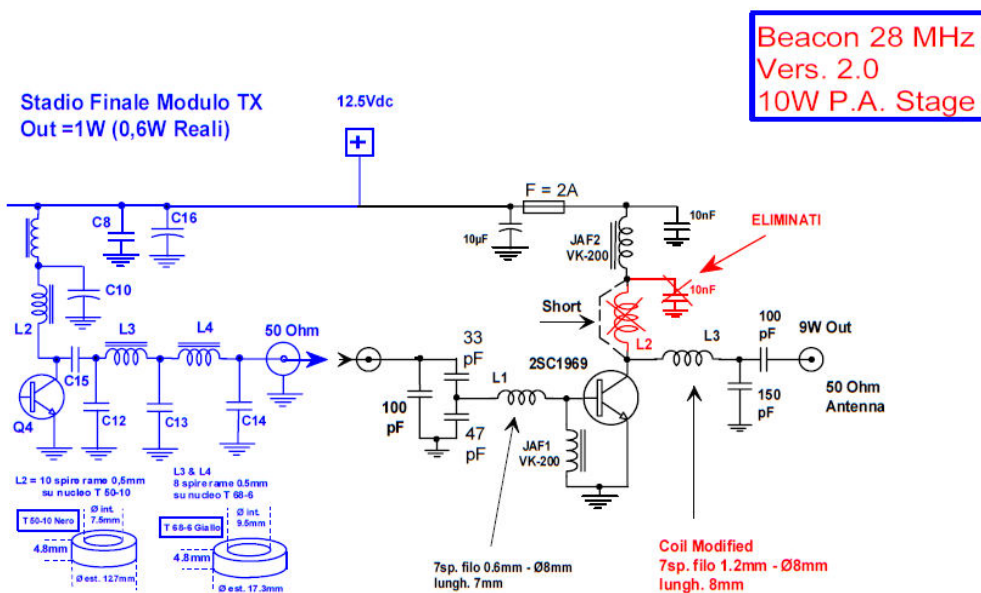 Beacon 28 MHz
Vers. 2.0
10W P.A. Stage
Stadio Finale Modulo TX
Out =1W (0,6W Reali)
12.5Vdc
+
F = 2A
C8
C16
10µF
JAF2
VK-200
10nF
ELIMINATI
C10
10nF
L2
Short
L2
L3
L4
50 Ohm
33
pF
2SC1969
L3
100
pF
9W Out
C15
L1
Q4
C12
C13
C14
100
pF
47
pF
JAF1
VK-200
150
pF
50 Ohm
Antenna
L2 = 10 spire rame 0,5mm
su nucleo T 50-10
L3 & L4
8 spire rame 0.5mm
su nucleo T 68-6
T 50-10 Nero
Ø int.
7.5mm
4.8mm
Ø est. 127mm
T 68-6 Giallo
Ø int.
9.5mm
4.8mm
Ø est. 17.3mm
7sp. filo 0.6mm - Ø8mm
lungh. 7mm
Coil Modified
7sp. filo 1.2mm - Ø8mm
lungh. 8mm